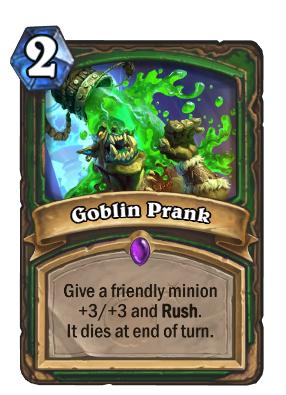 2
Goblin Prank
Give a friendly minion
+3/+3 and Rush.
It dies at end of turn.